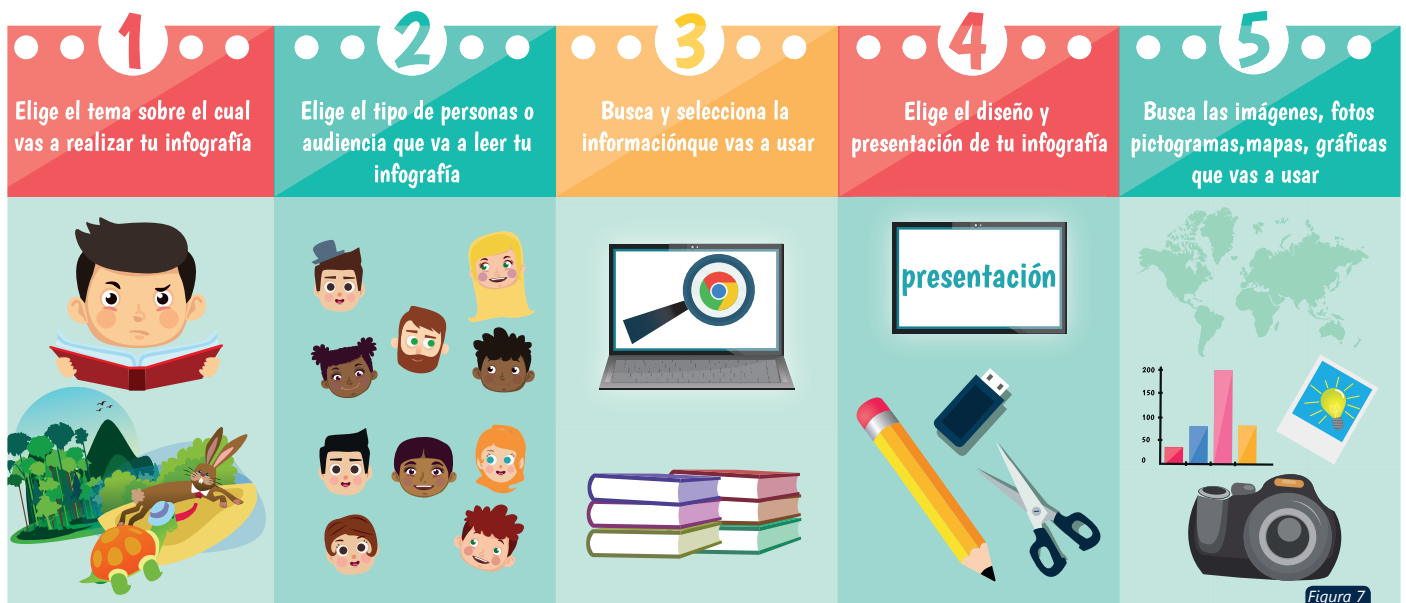 1
Elige el tema sobre el cual
vas a realizar tu infografía
2
Elige el tipo de personas o
audiencia que va a leer tu
infografía
3
Busca y selecciona la
informaciónque vas a usar
4
Elige el diseño y
presentación de tu infografía
5
Busca las imágenes, fotos
pictogramas,mapas, gráficas
que vas a usar
presentación
200
150
100
50
0
Figura 7